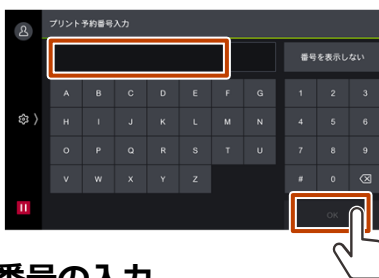 プリント予約番号入力
番号を表示しない
A B C D E F G 1 2 3
H I J K L M N 4 5 6
O P Q R S T U 7 8 9
V W X Y Z # 0
OK
番号の入力